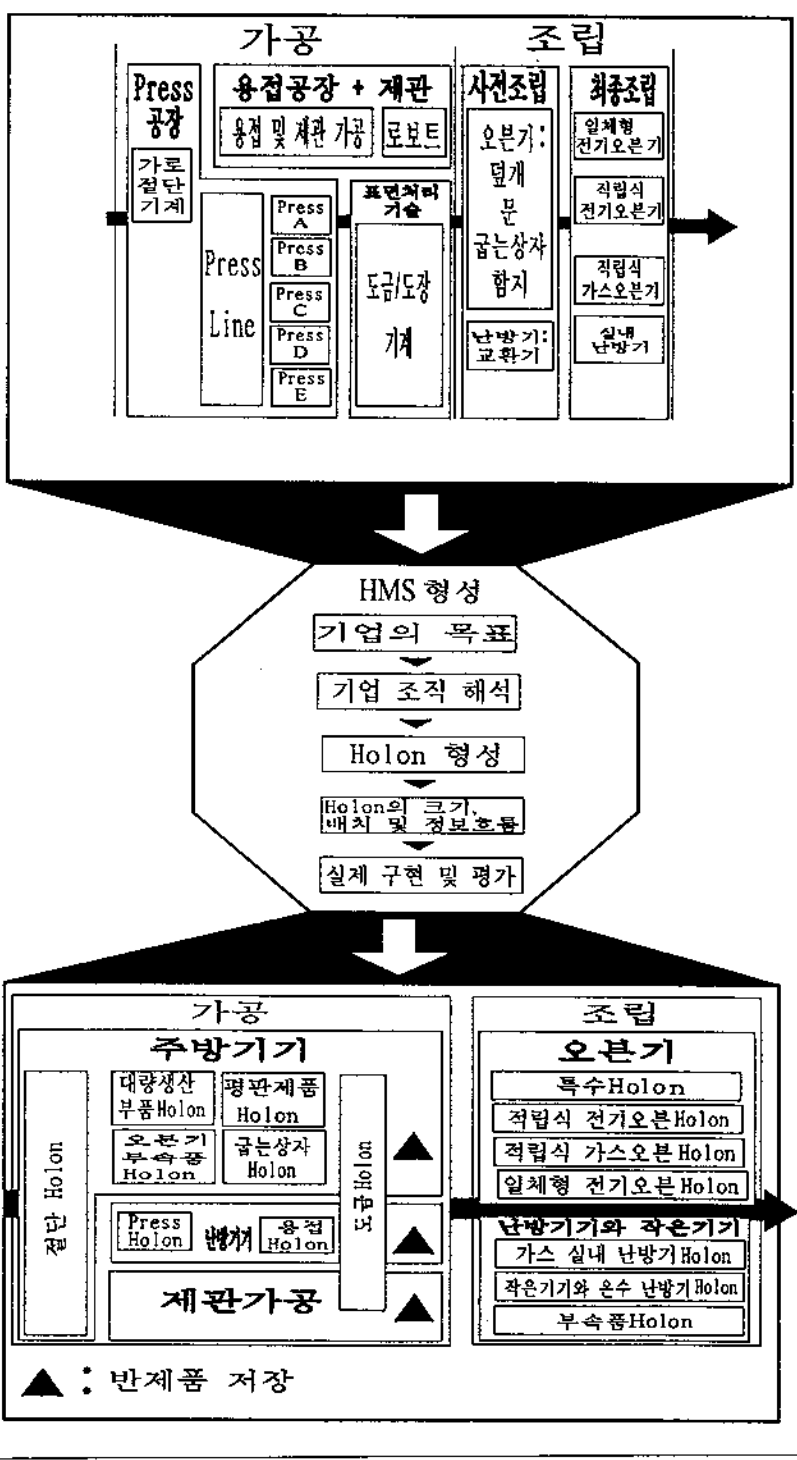 가공
조립
Press
공장
가로
절단
기계
용접공장 + 재관
용접 및 재관 가공
로보트
Press
Line
Press
A
Press
B
Press
C
Press
D
Press
E
표면처리
기술
도금/도장
기계
사전조립
오븐기:
덮개
문
굽는상자
함지
난방기:
교환기
최종조립
일체형
전기오븐기
직립식
전기오븐기
직립식
가스오븐기
실내
난방기
HMS 형성
기업의 목표
기업 조직 해석
Holon 형성
Holon의 크기,
배치 및 정보흐름
실제 구현 및 평가
가공
주방기기
절단 Holon
대량생산
부품Holon
평판제품
Holon
오븐기
부속품
Holon
굽는상자
Holon
도금Holon
Press
Holon
난방기기
용접
Holon
제관가공
조립
오븐기
특수Holon
적립식 전기오븐Holon
적립식 가스오븐Holon
일체형 전기오븐Holon
난방기기와 작은기기
가스 실내 난방기Holon
작은기기와 온수 난방기Holon
부속품Holon
▲ : 반제품 저장